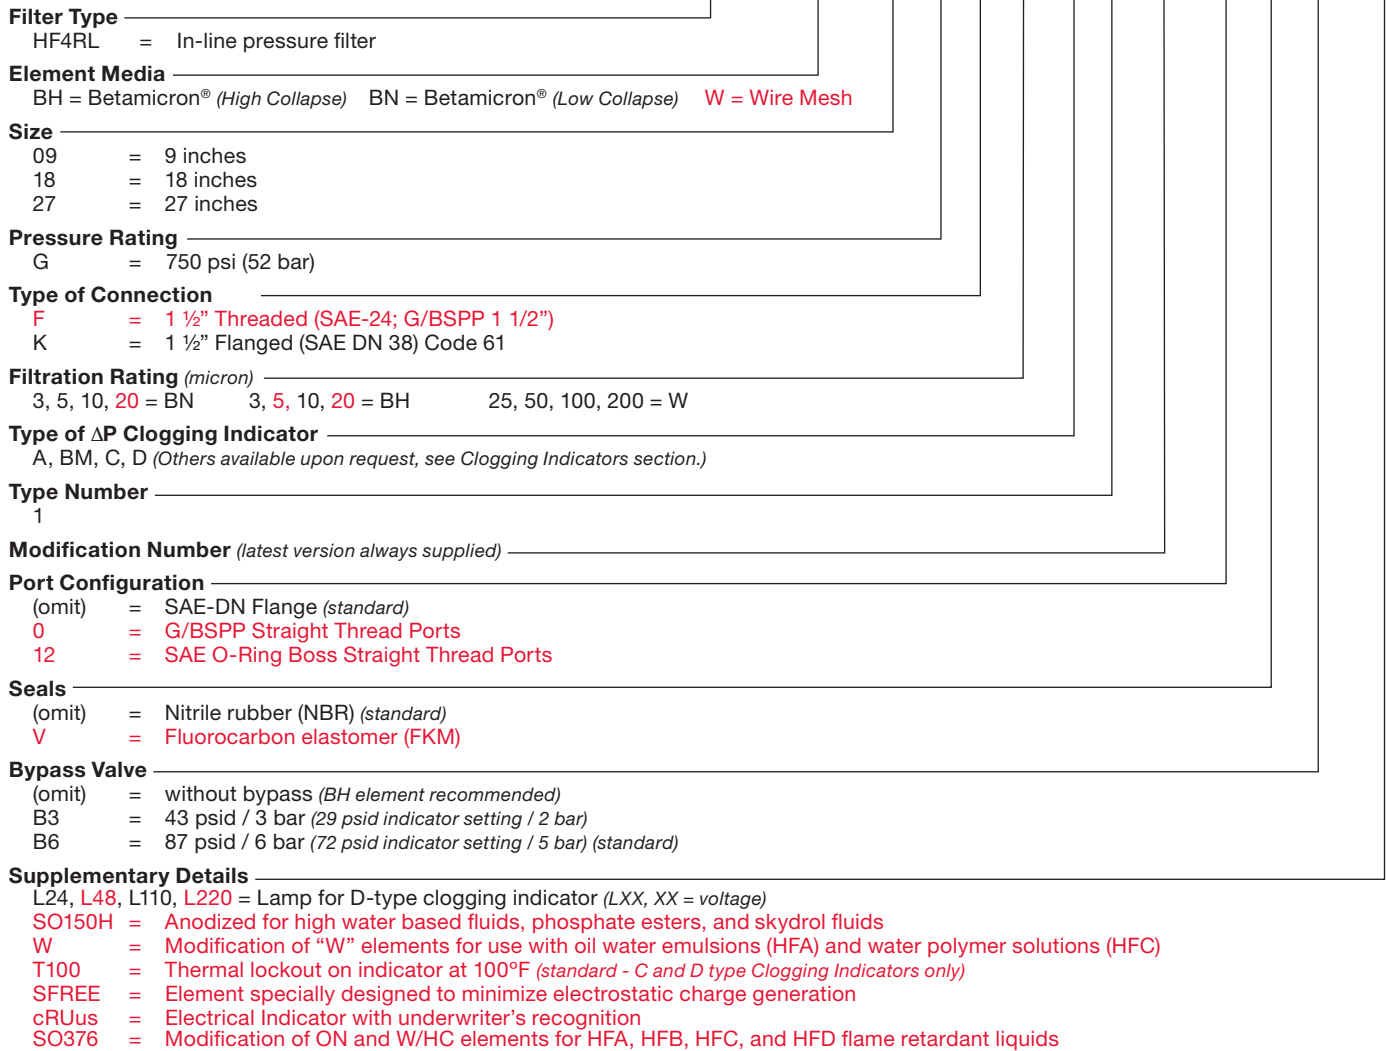 Filter Type
HF4RL = In-line pressure filter
Element Media
BH = Betamicron® (High Collapse) BN = Betamicron® (Low Collapse) W = Wire Mesh
Size
09 = 9 inches
18 = 18 inches
27 = 27 inches
Pressure Rating
G = 750 psi (52 bar)
Type of Connection
F = 1 ½” Threaded (SAE-24; G/BSPP 1 1/2”)
K = 1 ½” Flanged (SAE DN 38) Code 61
Filtration Rating (micron)
3, 5, 10, 20 = BN 3, 5, 10, 20 = BH 25, 50, 100, 200 = W
Type of ΔP Clogging Indicator
A, BM, C, D (Others available upon request, see Clogging Indicators section.)
Type Number
1
Modification Number (latest version always supplied)
Port Configuration
(omit) = SAE-DN Flange (standard)
0 = G/BSPP Straight Thread Ports
12 = SAE O-Ring Boss Straight Thread Ports
Seals
(omit) = Nitrile rubber (NBR) (standard)
V = Fluorocarbon elastomer (FKM)
Bypass Valve
(omit) = without bypass (BH element recommended)
B3 = 43 psid / 3 bar (29 psid indicator setting / 2 bar)
B6 = 87 psid / 6 bar (72 psid indicator setting / 5 bar) (standard)
Supplementary Details
L24, L48, L110, L220 = Lamp for D-type clogging indicator (LXX, XX = voltage)
SO150H = Anodized for high water based fluids, phosphate esters, and skydrol fluids
W = Modification of “W” elements for use with oil water emulsions (HFA) and water polymer solutions (HFC)
T100 = Thermal lockout on indicator at 100ºF (standard - C and D type Clogging Indicators only)
SFREE = Element specially designed to minimize electrostatic charge generation
cRUus = Electrical Indicator with underwriter’s recognition
SO376 = Modification of ON and W/HC elements for HFA, HFB, HFC, and HFD flame retardant liquids